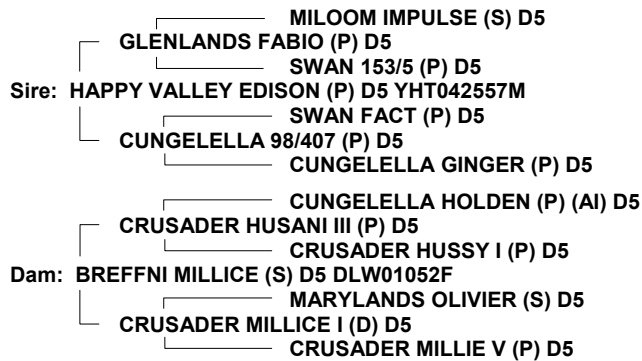 MILOOM IMPULSE (S) D5
GLENLANDS FABIO (P) D5
SWAN 153/5 (P) D5
Sire: HAPPY VALLEY EDISON (P) D5 YHT042557M
SWAN FACT (P) D5
CUNGELELLA 98/407 (P) D5
CUNGELELLA GINGER (P) D5
CUNGELELLA HOLDEN (P) (AI) D5
CRUSADER HUSANI III (P) D5
CRUSADER HUSSY I (P) D5
Dam: BREFFNI MILLICE (S) D5 DLW01052F
MARYLANDS OLIVIER (S) D5
CRUSADER MILLICE I (D) D5
CRUSADER MILLIE V (P) D5